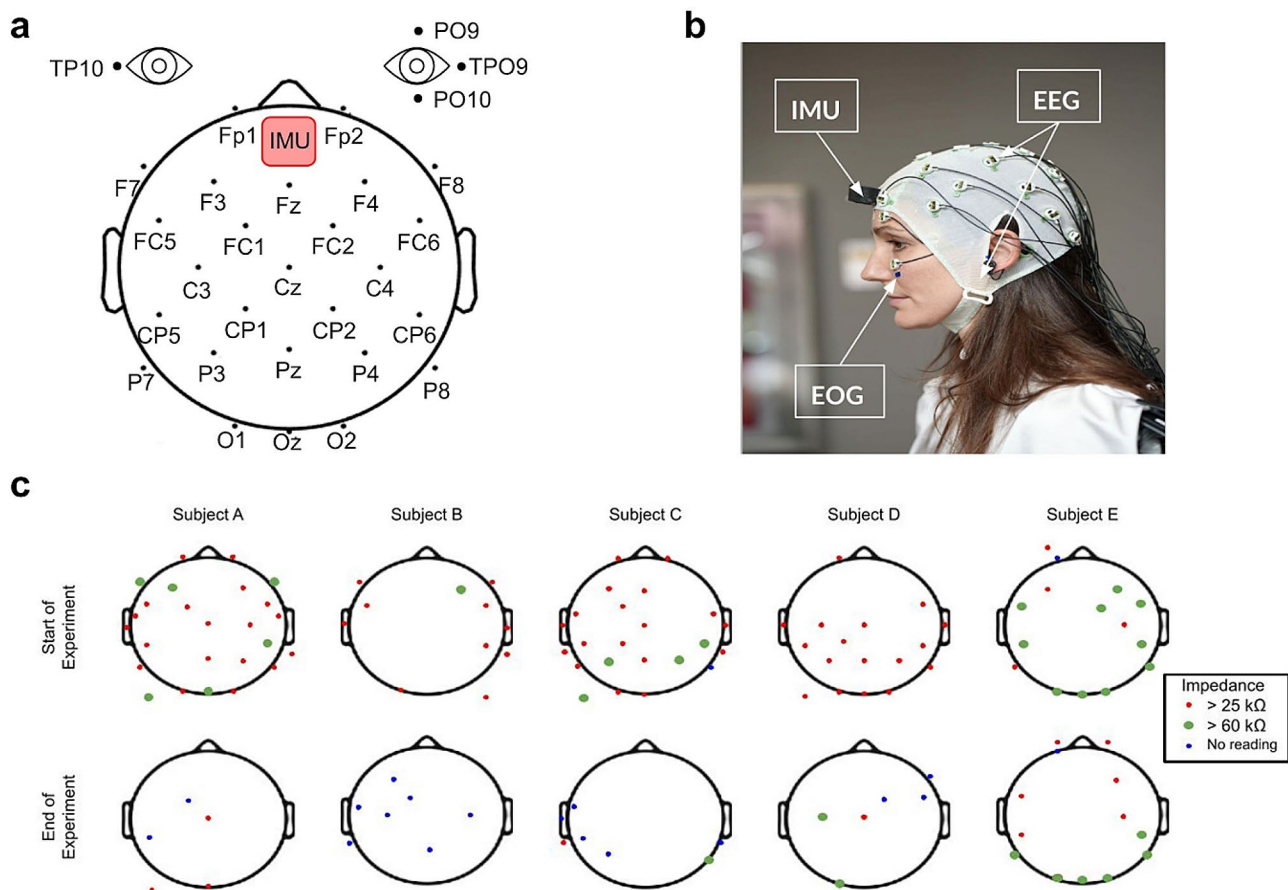 a
PO9
TP10
TPO9
PO10
Fp1
IMU
Fp2
F7
F3
Fz
F4
F8
FC5
FC1
FC2
FC6
C3
Cz
C4
CP5
CP1
CP2
CP6
P7
P3
Pz
P4
P8
O1
Oz
O2
b
IMU
EEG
EOG
c
Subject A
Subject B
Subject C
Subject D
Subject E
Start of
Experiment
End of
Experiment
Impedance
> 25 kΩ
> 60 kΩ
No reading